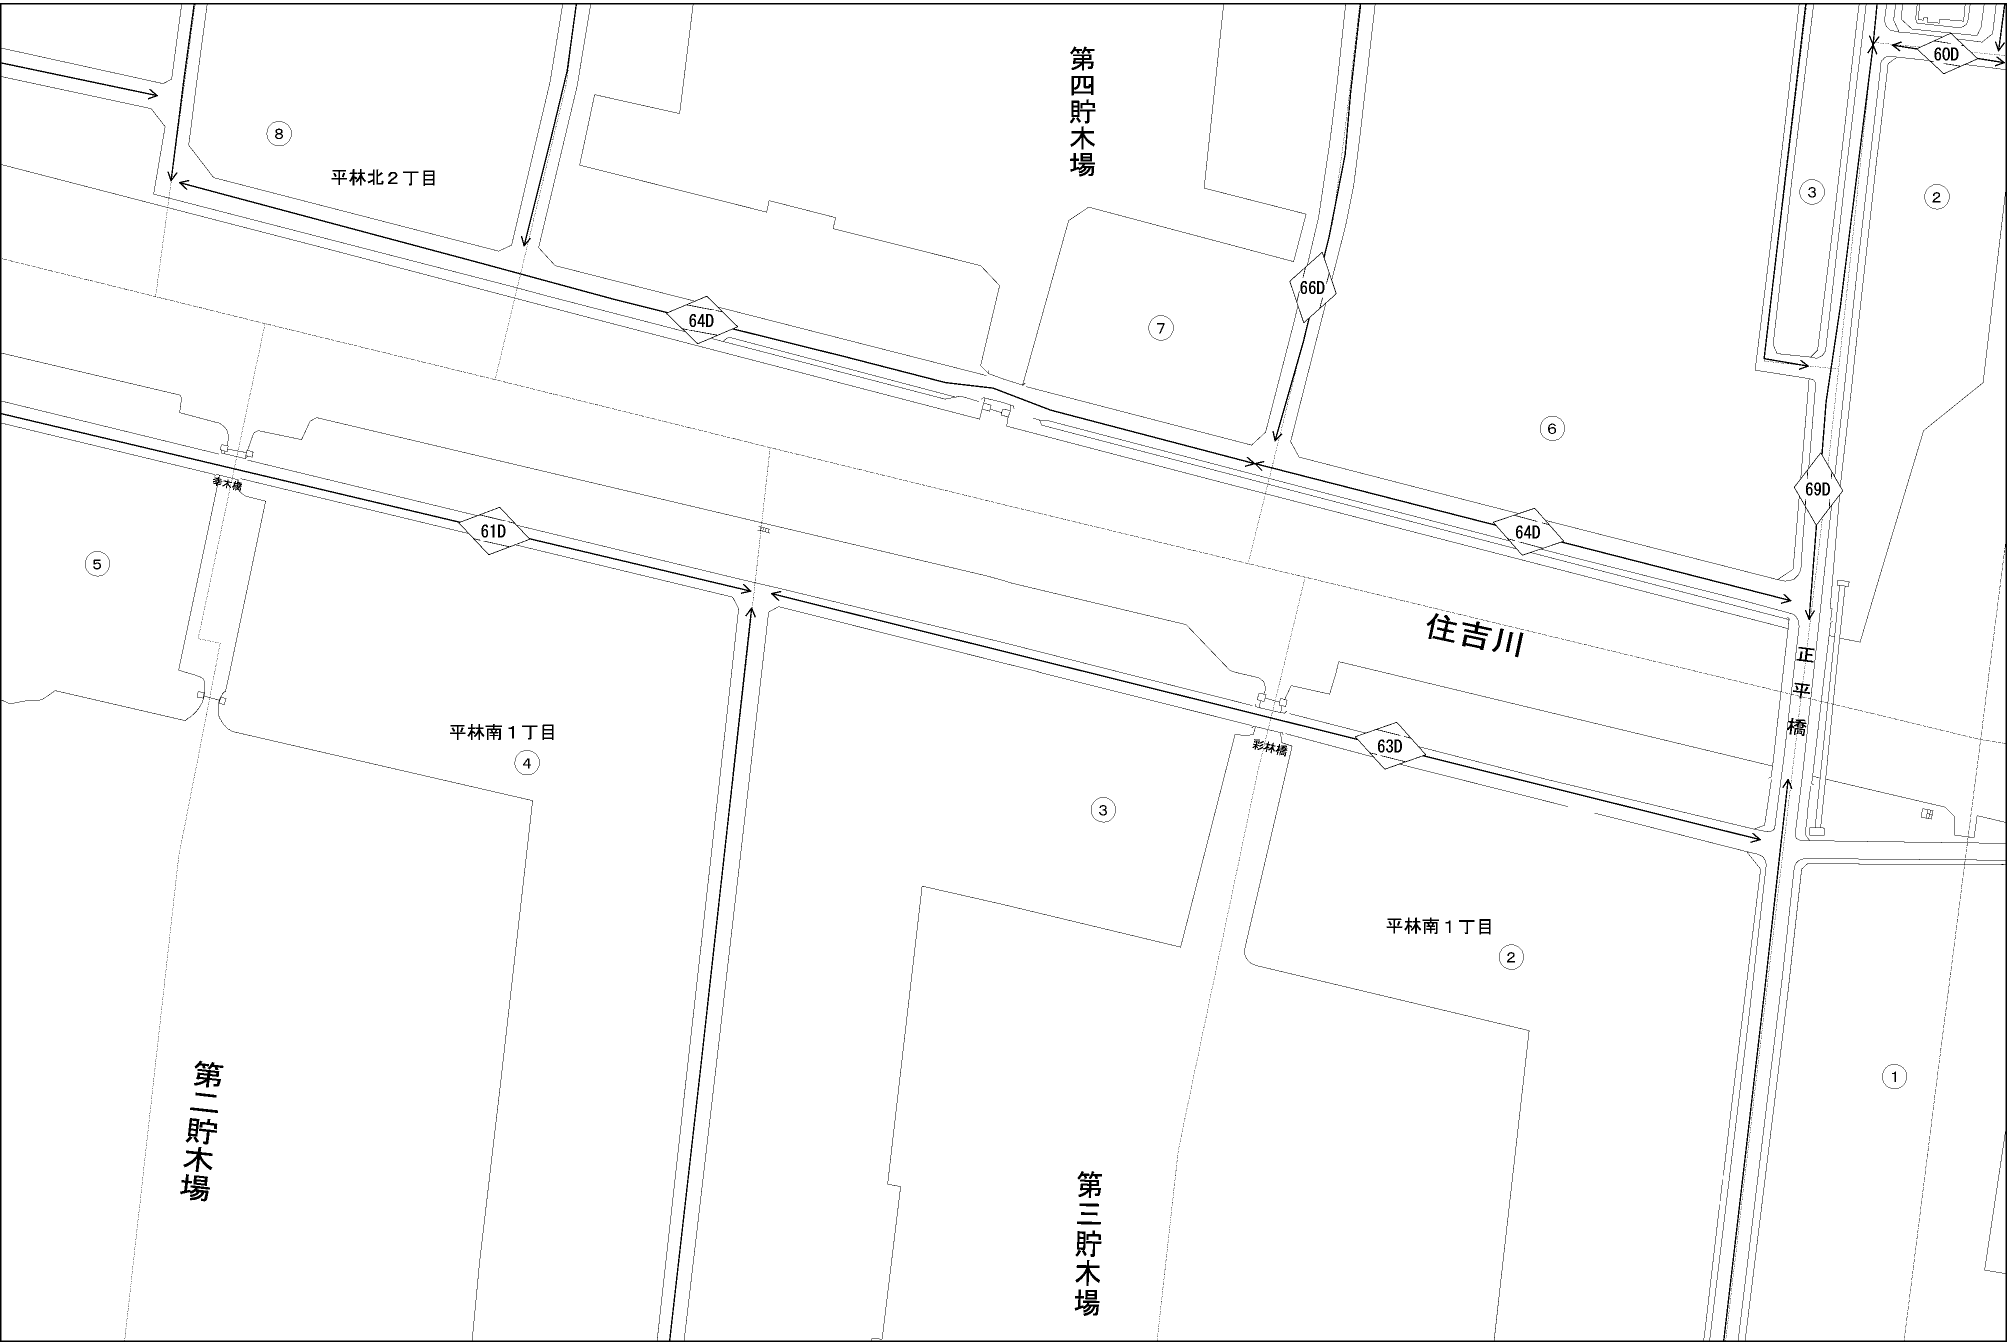 60D
第四貯木場
⑧
平林北２丁目
③
②
66D
64D
⑦
⑥
69D
幸木橋
61D
64D
⑤
住吉川
正平橋
平林南１丁目
④
63D
彩林橋
③
平林南１丁目
②
①
第二貯木場
第三貯木場